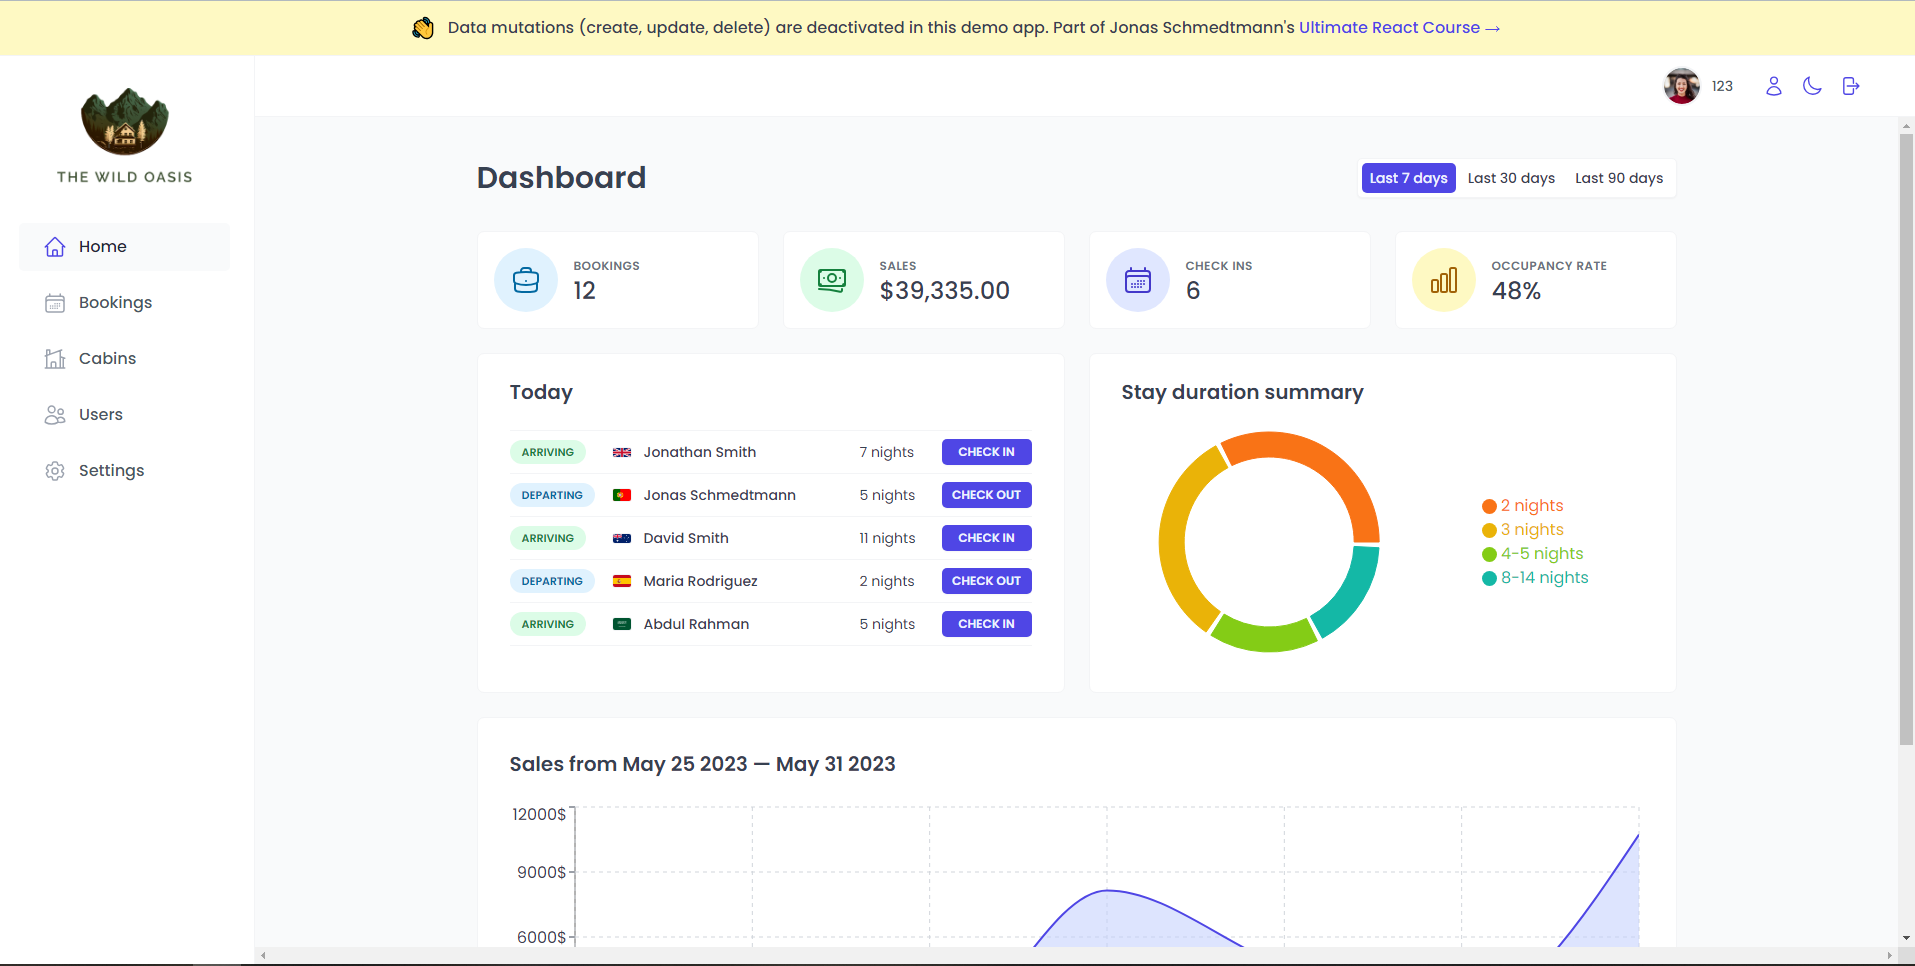 Data mutations (create, update, delete) are deactivated in this demo app. Part of Jonas Schmedtmann's Ultimate React Course →
123
THE WILD OASIS
Home
Bookings
Cabins
Users
Settings
Dashboard
Last 7 days Last 30 days Last 90 days
BOOKINGS
12
SALES
$39,335.00
CHECK INS
6
OCCUPANCY RATE
48%
Today
ARRIVING Jonathan Smith 7 nights CHECK IN
DEPARTING Jonas Schmedtmann 5 nights CHECK OUT
ARRIVING David Smith 11 nights CHECK IN
DEPARTING Maria Rodriguez 2 nights CHECK OUT
ARRIVING Abdul Rahman 5 nights CHECK IN
Stay duration summary
2 nights
3 nights
4-5 nights
8-14 nights
Sales from May 25 2023 — May 31 2023
12000$
9000$
6000$